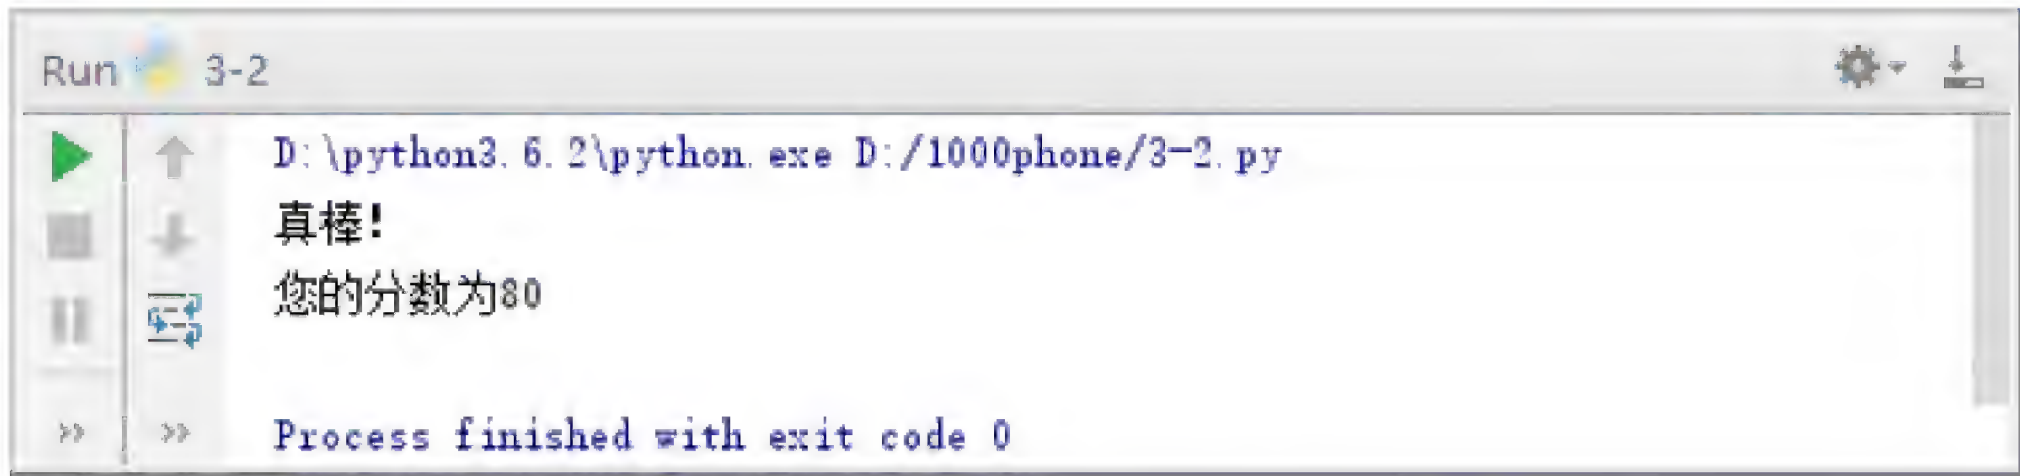 Run 3-2
D:\python3.6.2\python.exe D:/1000phone/3-2.py
真棒!
您的分数为80
Process finished with exit code 0